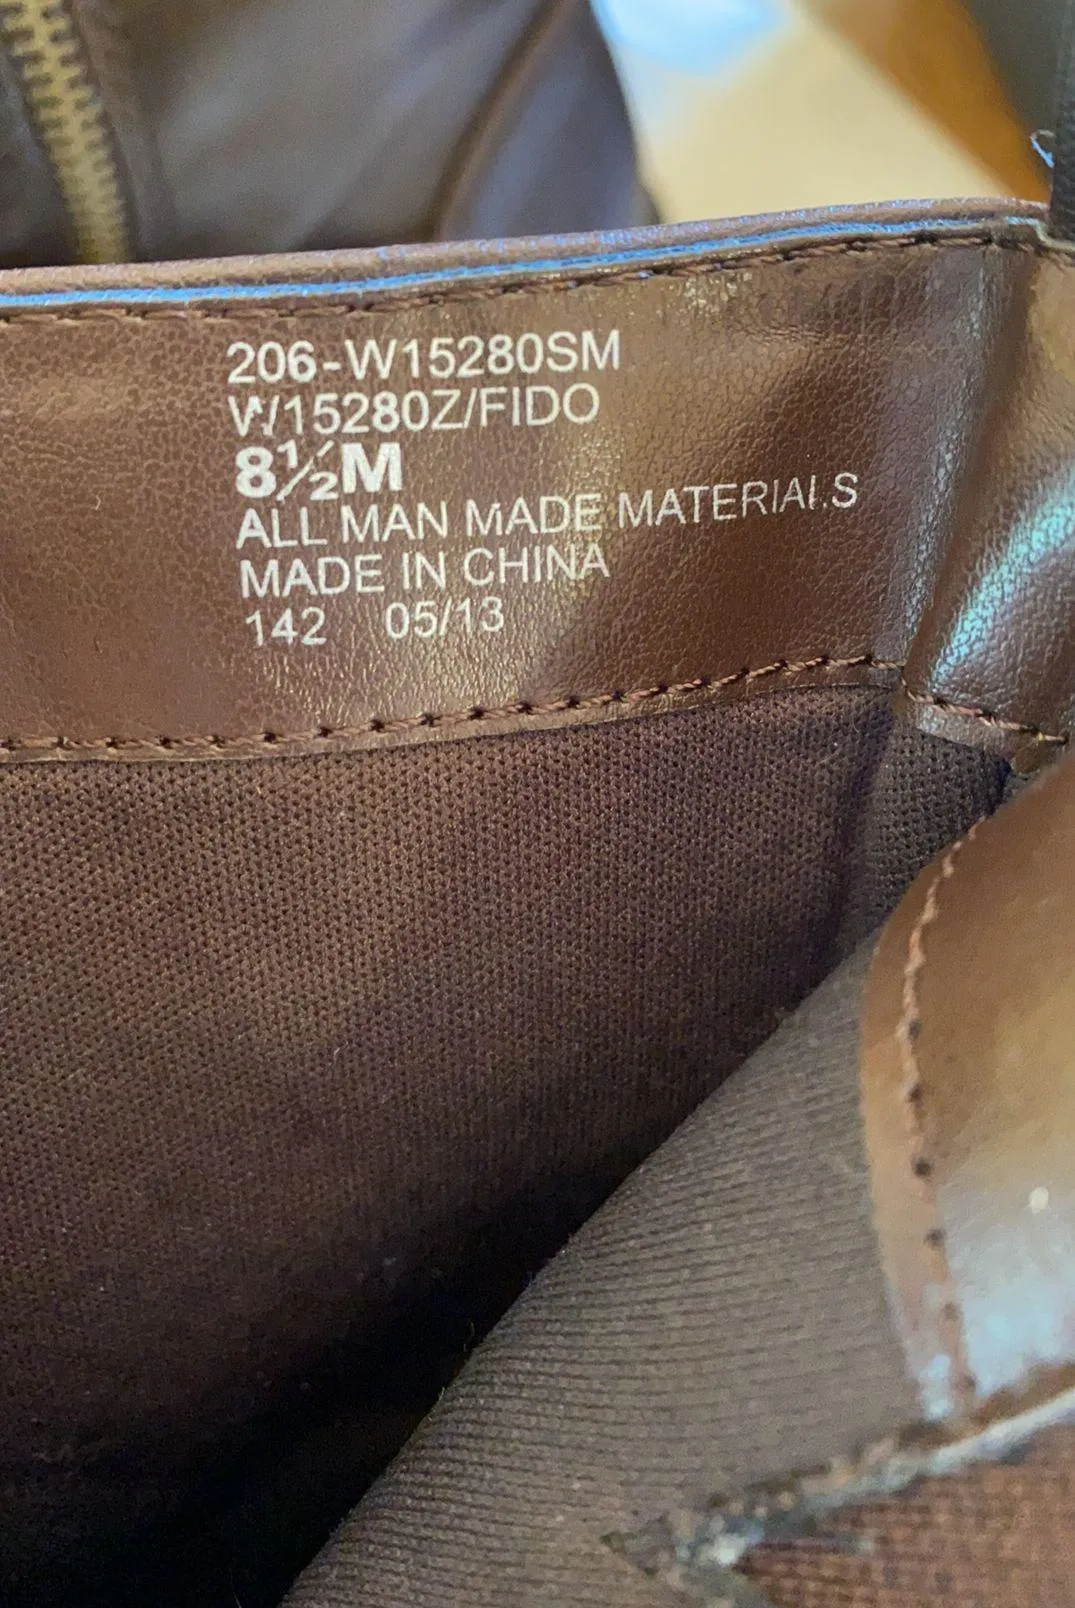 206-W15280SM
W15280Z/FIDO
8½M
ALL MAN MADE MATERIALS
MADE IN CHINA
142 05/13